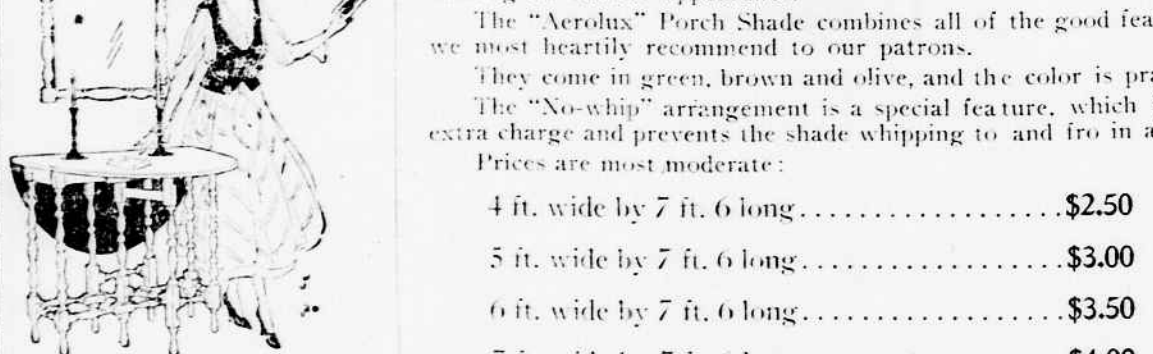 The "Aerolux" Porch Shade combines all of the good fea
we most heartily recommend to our patrons.
They come in green, brown and olive, and the color is pra
The "No-whip" arrangement is a special feature, which
extra charge and prevents the shade whipping to and fro in a
Prices are most moderate:
4 ft. wide by 7 ft. 6 long....................$2.50
5 ft. wide by 7 ft. 6 long....................$3.00
6 ft. wide by 7 ft. 6 long....................$3.50